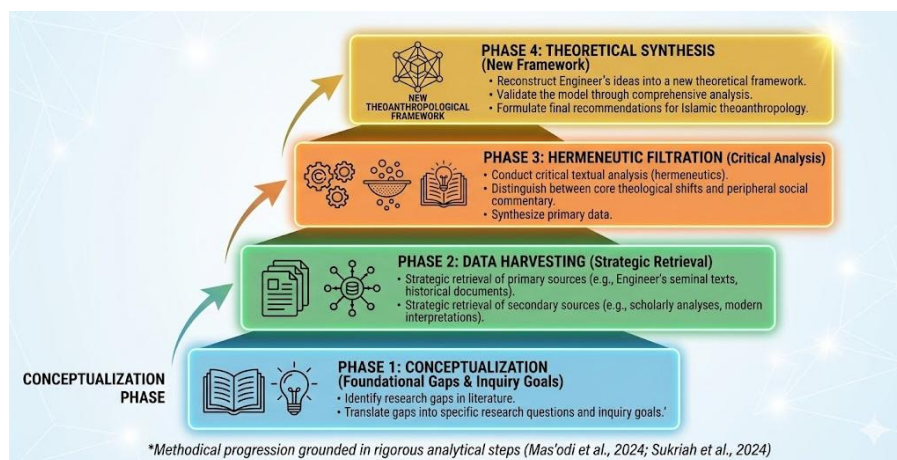 PHASE 4: THEORETICAL SYNTHESIS
(New Framework)
• Reconstruct Engineer's ideas into a new theoretical framework.
• Validate the model through comprehensive analysis.
• Formulate final recommendations for Islamic theoanthropology.
NEW
THEOANTHROPOLOGICAL
FRAMEWORK
PHASE 3: HERMENEUTIC FILTRATION (Critical Analysis)
• Conduct critical textual analysis (hermeneutics).
• Distinguish between core theological shifts and peripheral social
commentary.
• Synthesize primary data.
PHASE 2: DATA HARVESTING (Strategic Retrieval)
• Strategic retrieval of primary sources (e.g., Engineer's seminal texts,
historical documents).
• Strategic retrieval of secondary sources (e.g., scholarly analyses, modern
interpretations).
CONCEPTUALIZATION
PHASE
PHASE 1: CONCEPTUALIZATION
(Foundational Gaps & Inquiry Goals)
• Identify research gaps in literature.
• Translate gaps into specific research questions and inquiry goals.'
*Methodical progression grounded in rigorous analytical steps (Mas'odi et al., 2024; Sukriah et al., 2024)